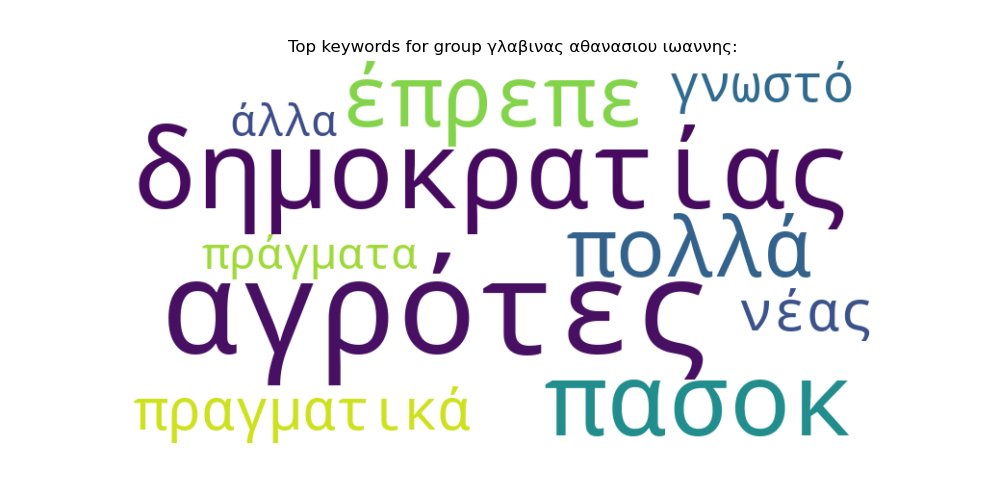 Top keywords for group γλαβινας αθανασιου ιωαννης:
έπρεπε
γνωστό
άλλα
δημοκρατίας
πολλά
πράγματα
αγρότες
νέας
πραγματικά
πασοκ